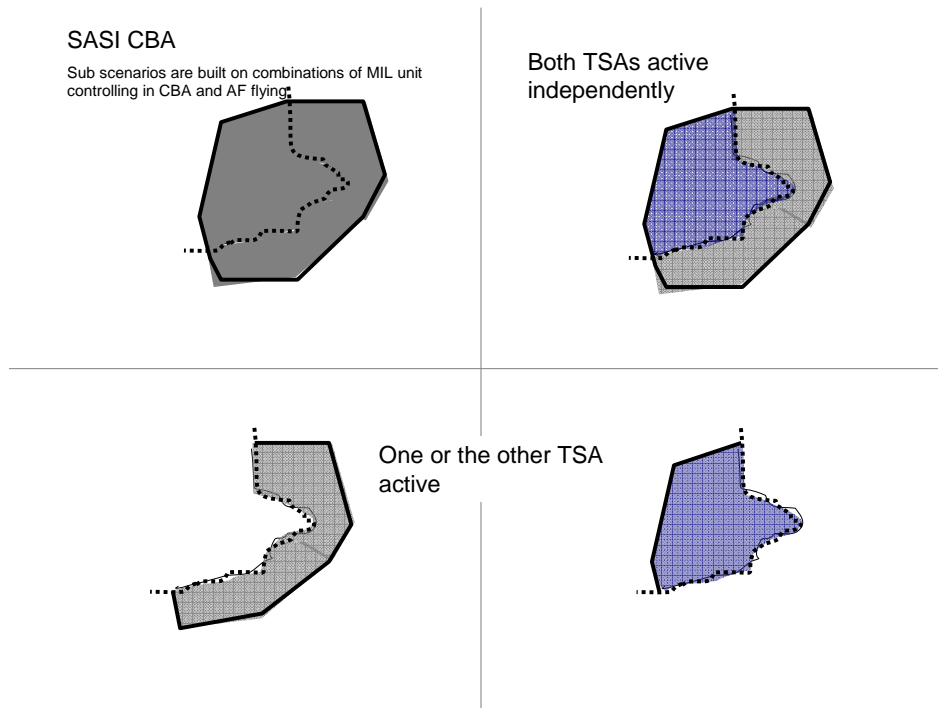 SASI CBA
Sub scenarios are built on combinations of MIL unit
controlling in CBA and AF flying
Both TSAs active
independently
One or the other TSA
active